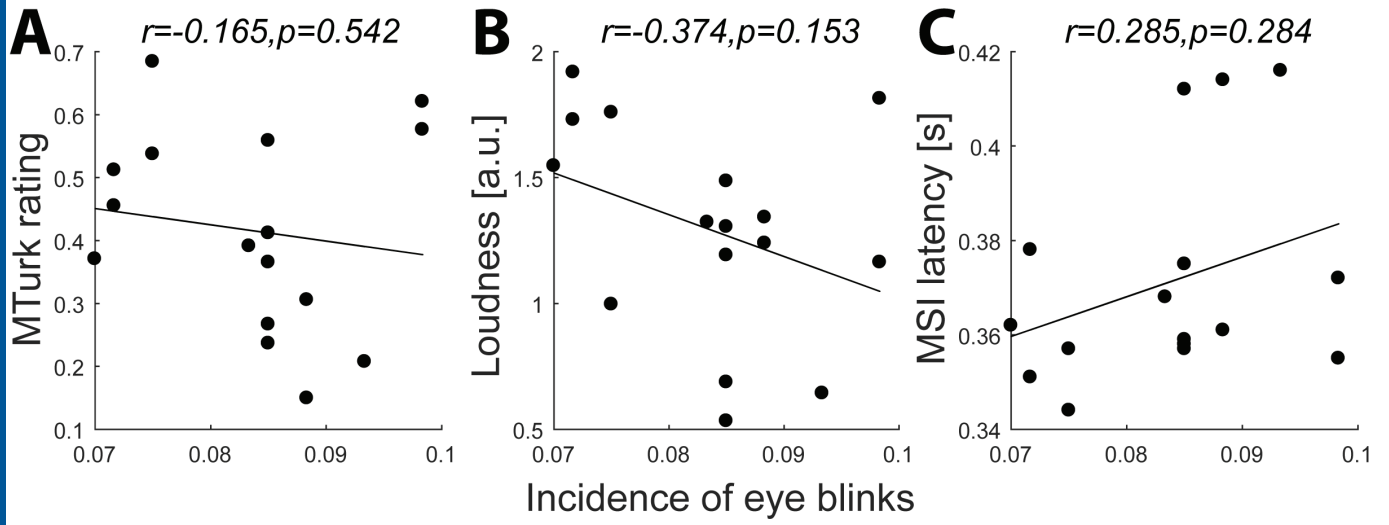 A r=-0.165,p=0.542
B r=-0.374,p=0.153
C r=0.285,p=0.284
MTurk rating
0.7
0.6
0.5
0.4
0.3
0.2
0.1
0.07 0.08 0.09 0.1
Loudness [a.u.]
2
1.5
1
0.5
0.07 0.08 0.09 0.1
MSI latency [s]
0.42
0.4
0.38
0.36
0.34
0.07 0.08 0.09 0.1
Incidence of eye blinks